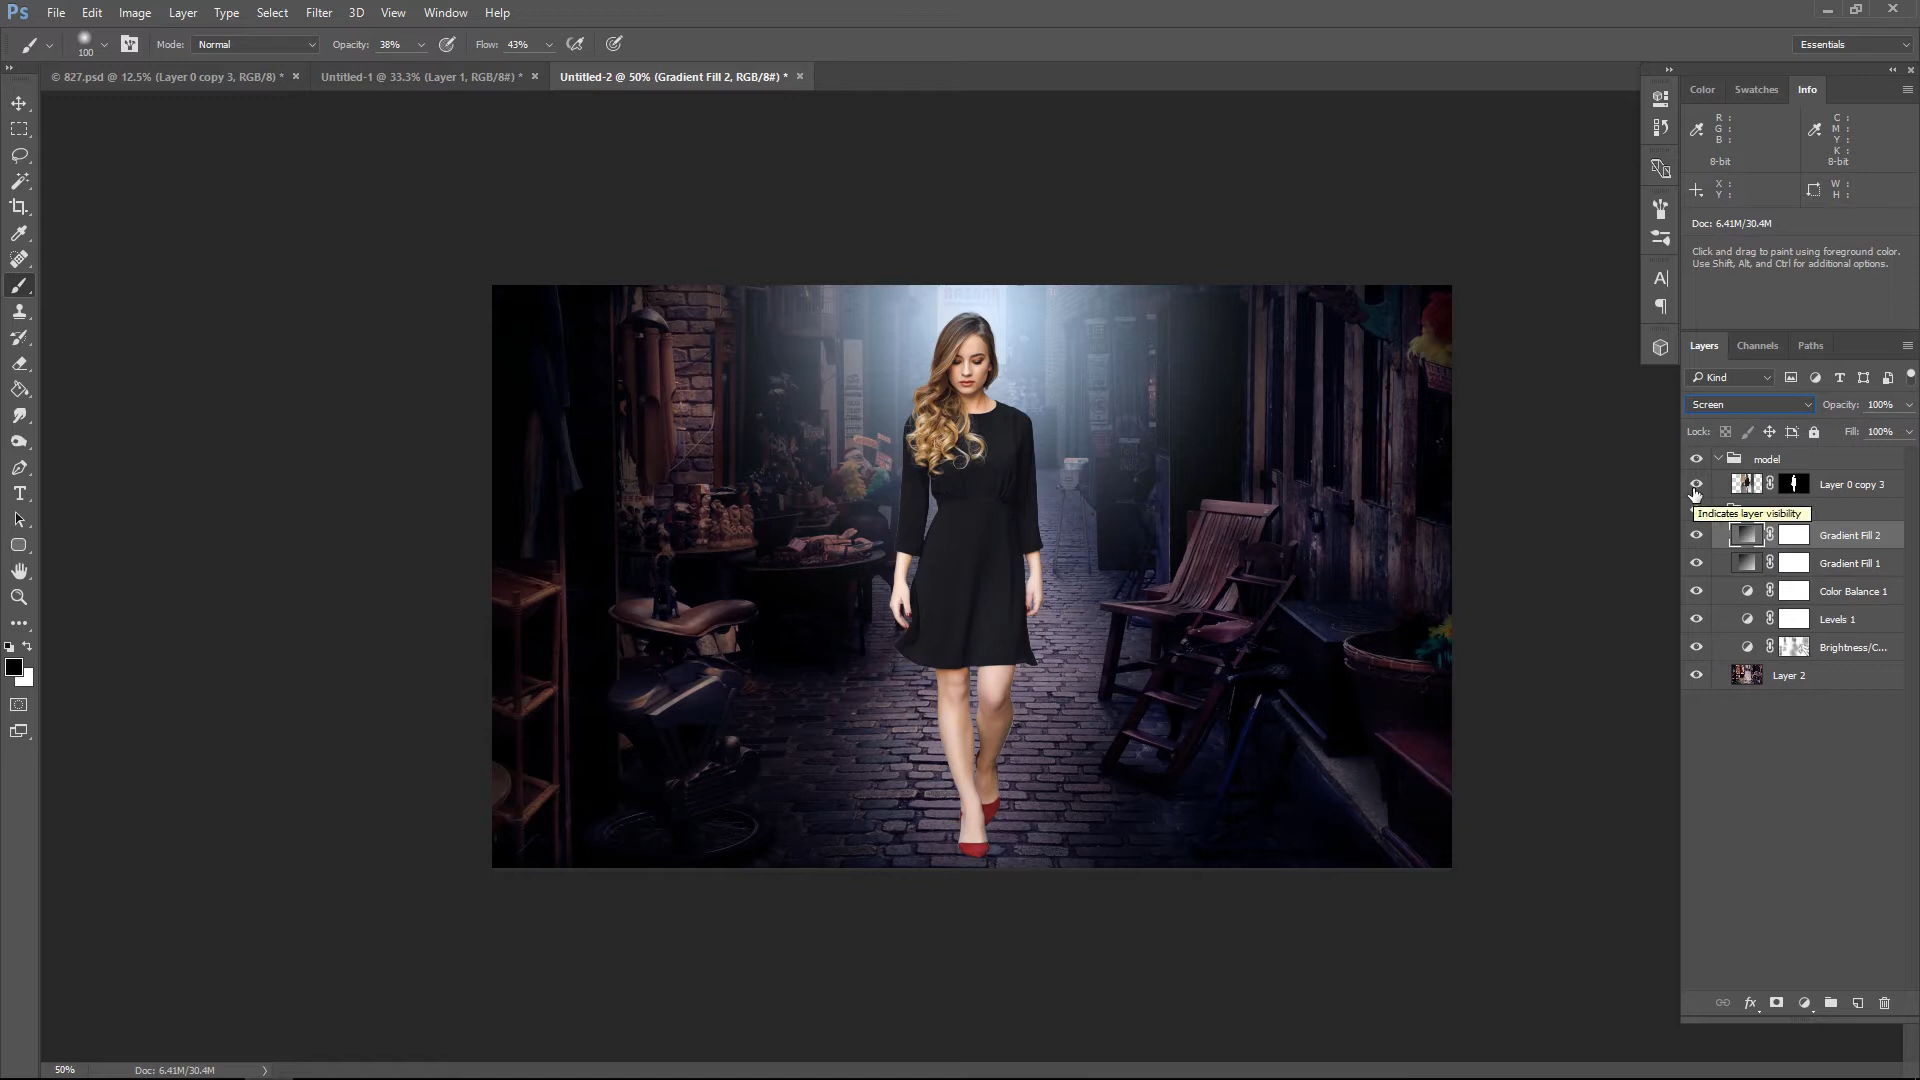 Ps File Edit Image Layer Type Select Filter 3D View Window Help
100 Mode: Normal Opacity: 38% Flow: 43% Essentials
© 827.psd @ 12.5% (Layer 0 copy 3, RGB/8) * × Untitled-1 @ 33.3% (Layer 1, RGB/8#) * × Untitled-2 @ 50% (Gradient Fill 2, RGB/8#) * ×
Color Swatches Info
R : C :
G : M :
B : Y :
K :
8-bit 8-bit
X : W :
Y : H :
Doc: 6.41M/30.4M
Click and drag to paint using foreground color.
Use Shift, Alt, and Ctrl for additional options.
Layers Channels Paths
Kind
Screen Opacity: 100%
Lock: Fill: 100%
model
Layer 0 copy 3
Indicates layer visibility
Gradient Fill 2
Gradient Fill 1
Color Balance 1
Levels 1
Brightness/C...
Layer 2
fx
50% Doc: 6.41M/30.4M